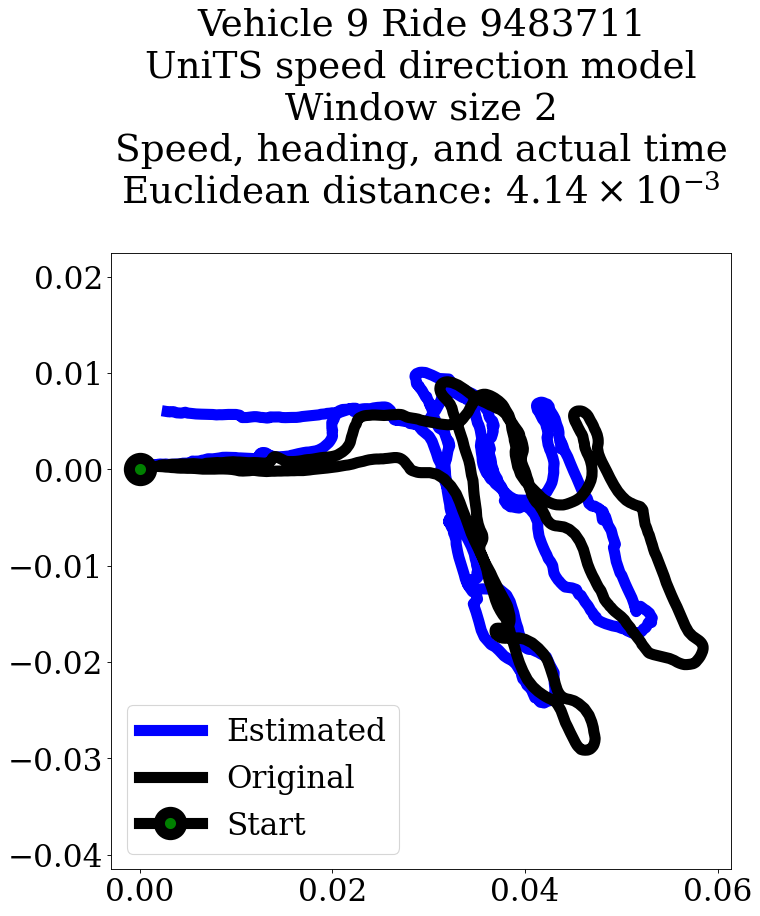 Vehicle 9 Ride 9483711
UniTS speed direction model
Window size 2
Speed, heading, and actual time
Euclidean distance: 4.14 × 10⁻³
0.02
0.01
0.00
−0.01
−0.02
−0.03
−0.04
Estimated
Original
Start
0.00 0.02 0.04 0.06